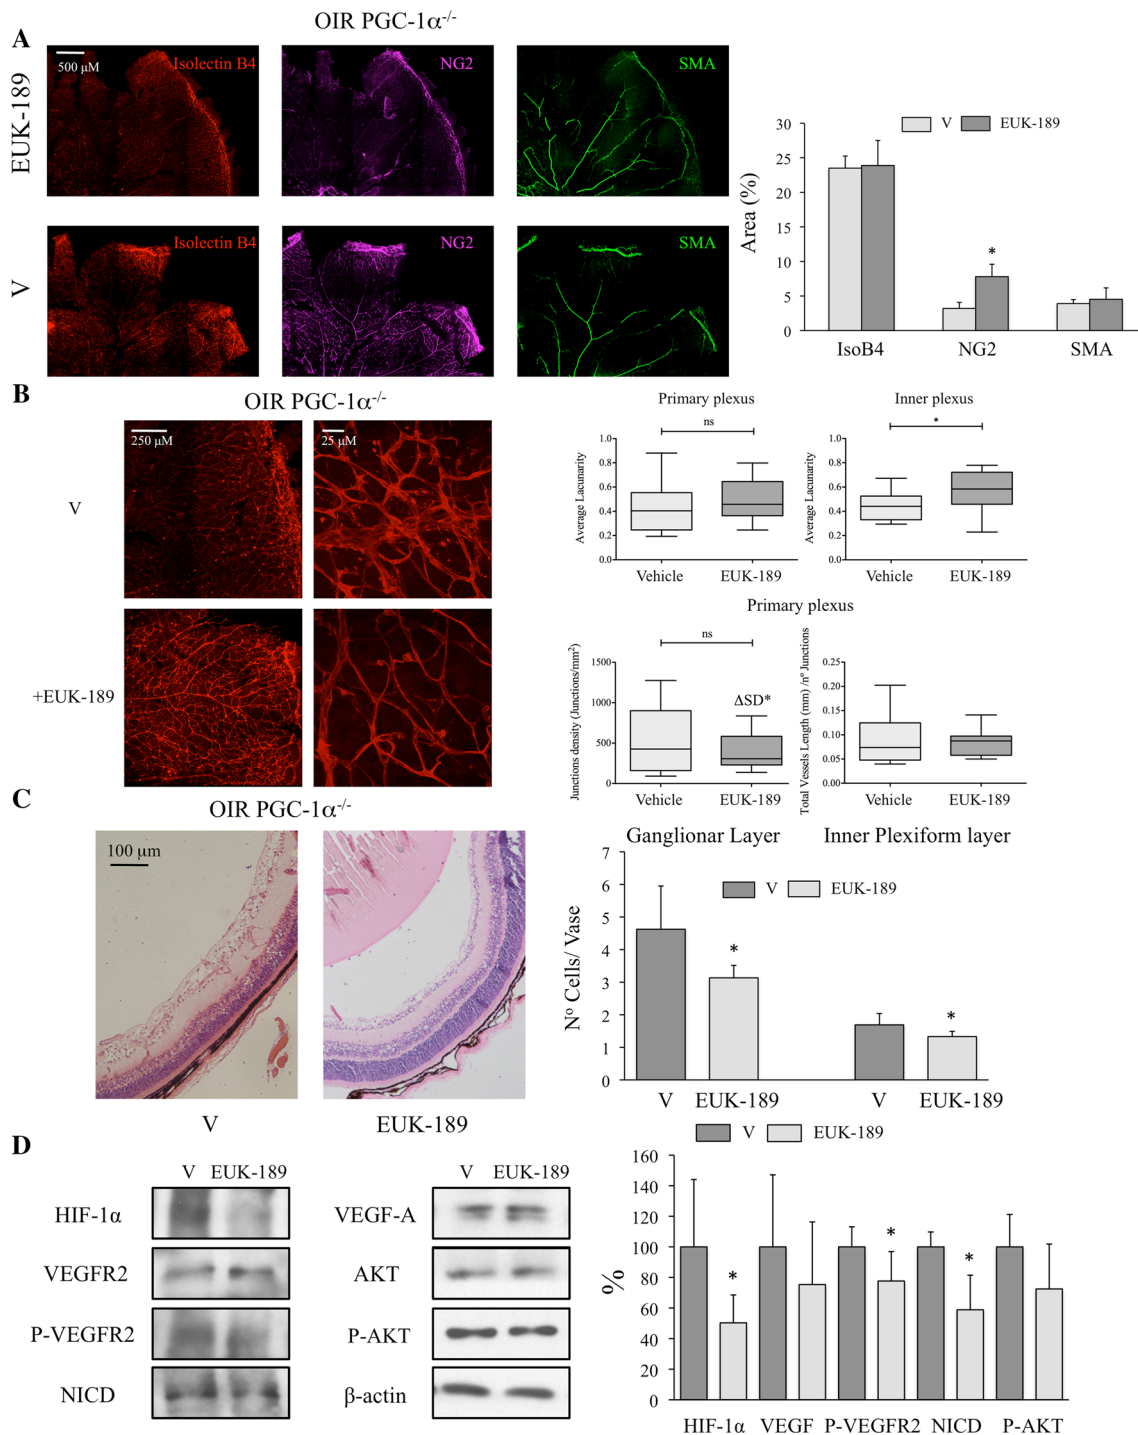 OIR PGC-1α-/-
A
EUK-189
500 µM
Isolectin B4
NG2
SMA
V
Isolectin B4
NG2
SMA
V EUK-189
Area (%)
30
25
20
15
10
5
0
*
IsoB4 NG2 SMA
B
OIR PGC-1α-/-
250 µM
25 µM
V
+EUK-189
Primary plexus
ns
Average Lacunarity
1.0
0.8
0.6
0.4
0.2
0.0
Vehicle EUK-189
Inner plexus
*
Average Lacunarity
1.0
0.8
0.6
0.4
0.2
0.0
Vehicle EUK-189
Primary plexus
ns
Junctions density (Junctions/mm2)
1500
1000
500
0
ΔSD*
Vehicle EUK-189
Total Vessels Length (mm) /nº Junctions
0.25
0.20
0.15
0.10
0.05
0.00
Vehicle EUK-189
C
OIR PGC-1α-/-
100 µm
V EUK-189
Ganglionar Layer Inner Plexiform layer
V EUK-189
Nº Cells/ Vase
7
6
5
4
3
2
1
0
*
*
V EUK-189 V EUK-189
D
V EUK-189
HIF-1α
VEGFR2
P-VEGFR2
NICD
V EUK-189
VEGF-A
AKT
P-AKT
β-actin
V EUK-189
%
160
140
120
100
80
60
40
20
0
*
*
*
HIF-1α VEGF P-VEGFR2 NICD P-AKT